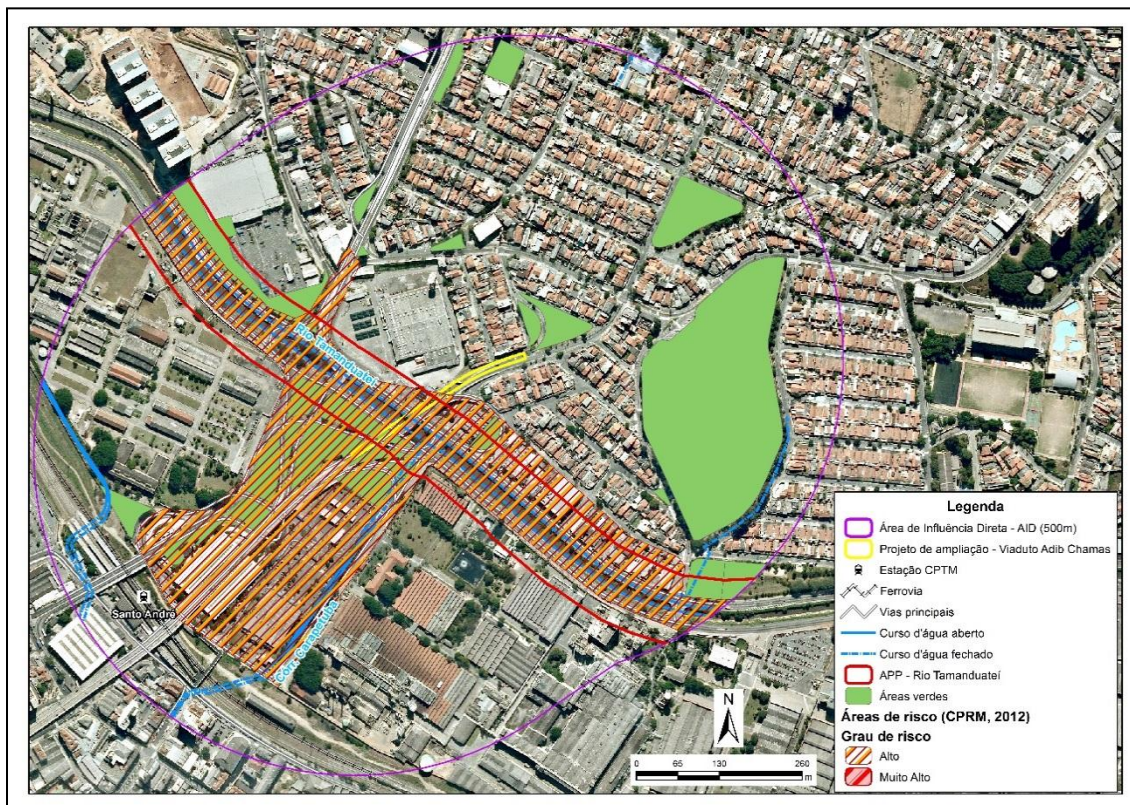 Rio Tamanduateí
Santo André
Córr. Carapetuba
N
0 65 130 260
m
Legenda
Área de Influência Direta - AID (500m)
Projeto de ampliação - Viaduto Adib Chamas
Estação CPTM
Ferrovia
Vias principais
Curso d'água aberto
Curso d'água fechado
APP - Rio Tamanduateí
Áreas verdes
Áreas de risco (CPRM, 2012)
Grau de risco
Alto
Muito Alto